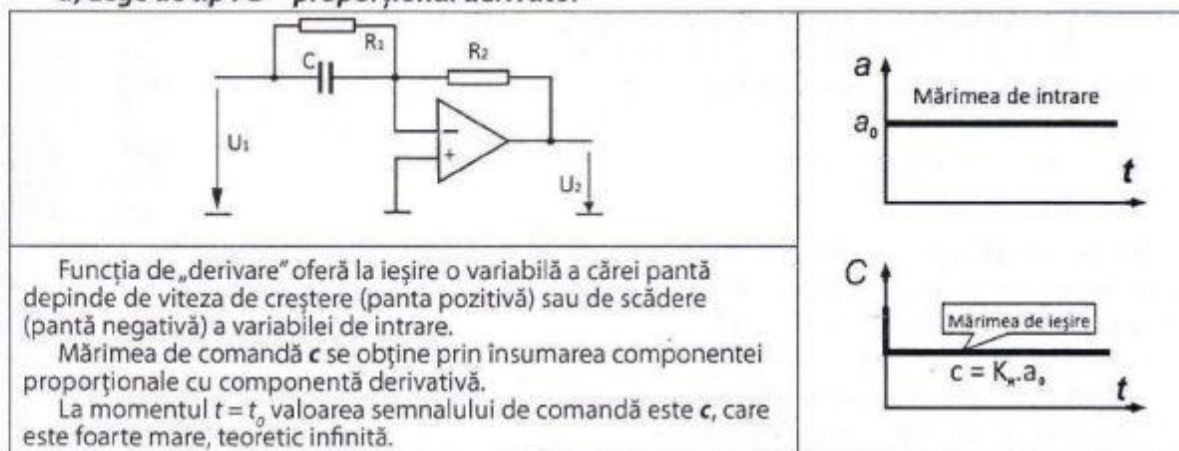 R₁
C
R₂
U₁
U₂
a
Mărimea de intrare
a₀
t
Funcția de „derivare” oferă la ieșire o variabilă a cărei pantă
depinde de viteza de creștere (panta pozitivă) sau de scădere
(pantă negativă) a variabilei de intrare.
Mărimea de comandă c se obține prin însumarea componentei
proporționale cu componentă derivativă.
La momentul t = t₀ valoarea semnalului de comandă este c, care
este foarte mare, teoretic infinită.
C
Mărimea de ieșire
t